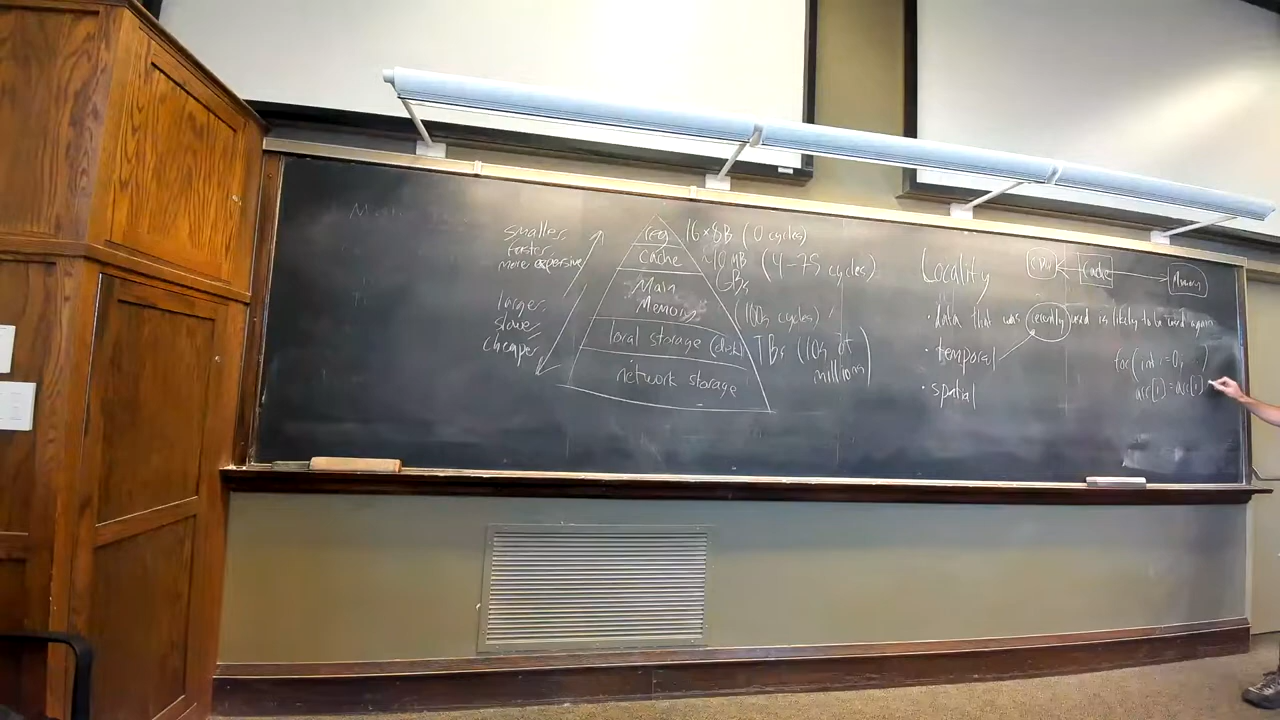 smaller,
faster,
more expensive
larger,
slower,
cheaper
reg 16×8B (0 cycles)
cache ~10 MB (4-75 cycles)
Main GBs
Memory (100s cycles)
local storage (disk) TBs (10s of
millions)
network storage
Locality
CPU Cache Memory
• data that was recently used is likely to be used again
• temporal
• spatial
for(int i=0;
arr[i]=arr[i]